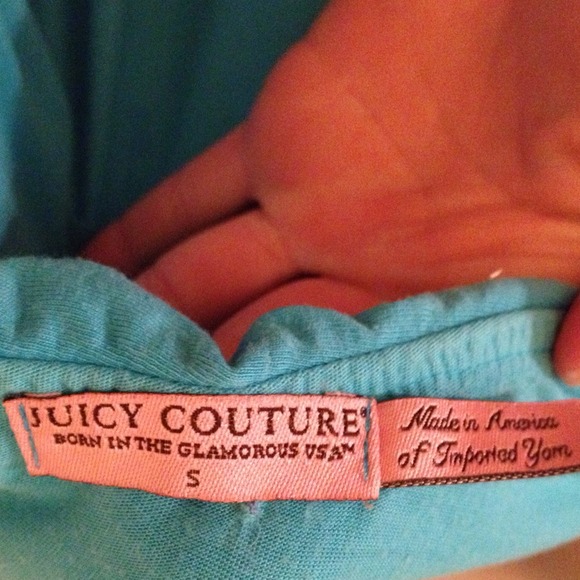 JUICY COUTURE®
BORN IN THE GLAMOROUS USA™
S
Made in America
of Imported Yarn